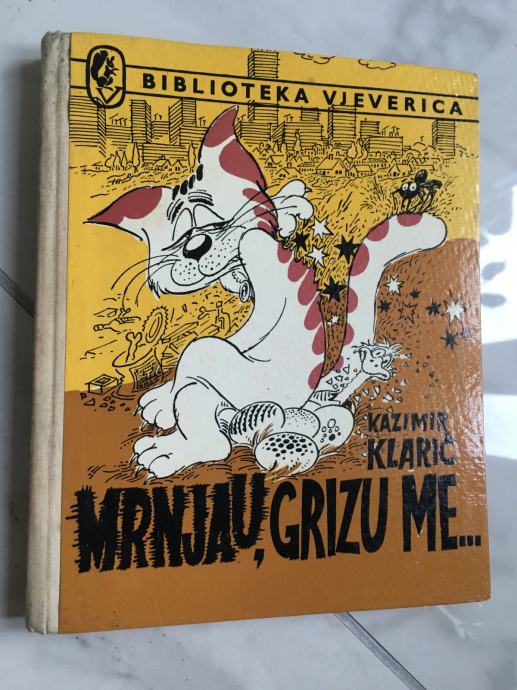 BIBLIOTEKA VJEVERICA
KAZIMIR
KLARIĆ
MRNJAU, GRIZU ME...